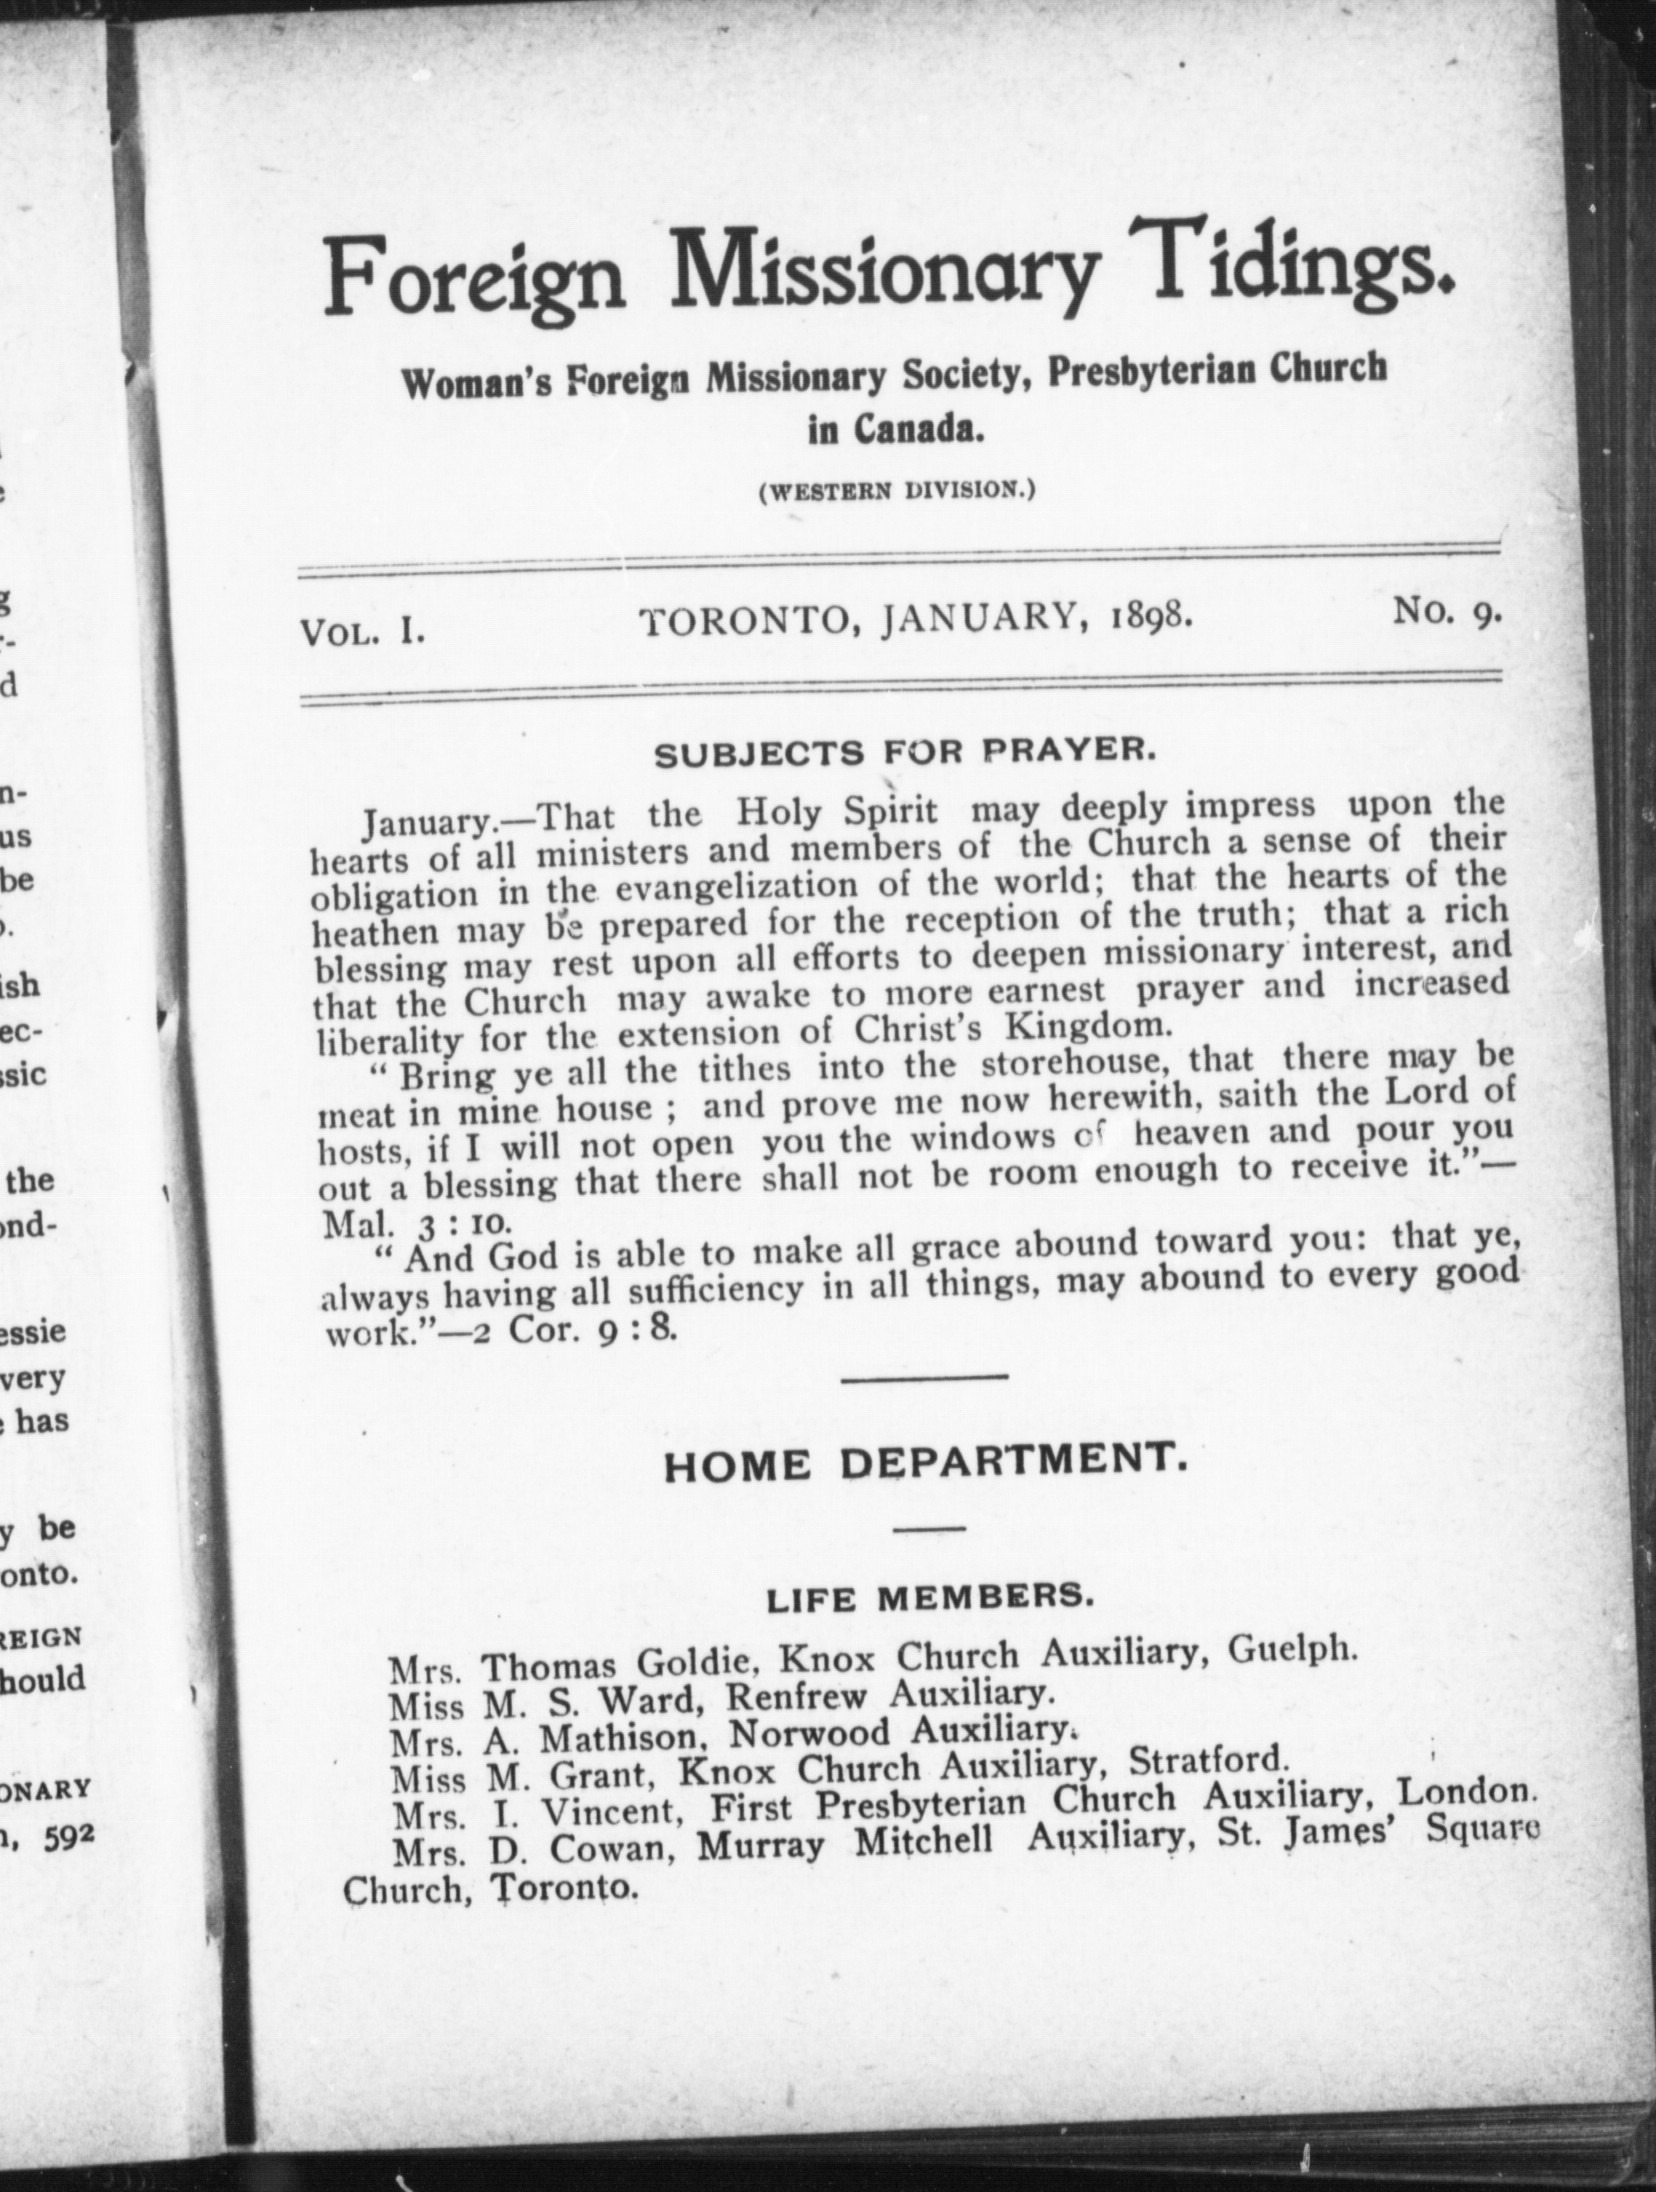 Foreign Missionary Tidings.
Woman's Foreign Missionary Society, Presbyterian Church
in Canada.
(WESTERN DIVISION.)
VOL. I. TORONTO, JANUARY, 1898. No. 9.
SUBJECTS FOR PRAYER.
January.—That the Holy Spirit may deeply impress upon the
hearts of all ministers and members of the Church a sense of their
obligation in the evangelization of the world; that the hearts of the
heathen may be prepared for the reception of the truth; that a rich
blessing may rest upon all efforts to deepen missionary interest, and
that the Church may awake to more earnest prayer and increased
liberality for the extension of Christ's Kingdom.
" Bring ye all the tithes into the storehouse, that there may be
meat in mine house ; and prove me now herewith, saith the Lord of
hosts, if I will not open you the windows of heaven and pour you
out a blessing that there shall not be room enough to receive it."—
Mal. 3 : 10.
" And God is able to make all grace abound toward you: that ye,
always having all sufficiency in all things, may abound to every good
work."—2 Cor. 9 : 8.
HOME DEPARTMENT.
LIFE MEMBERS.
Mrs. Thomas Goldie, Knox Church Auxiliary, Guelph.
Miss M. S. Ward, Renfrew Auxiliary.
Mrs. A. Mathison, Norwood Auxiliary.
Miss M. Grant, Knox Church Auxiliary, Stratford.
Mrs. I. Vincent, First Presbyterian Church Auxiliary, London.
Mrs. D. Cowan, Murray Mitchell Auxiliary, St. James' Square
Church, Toronto.